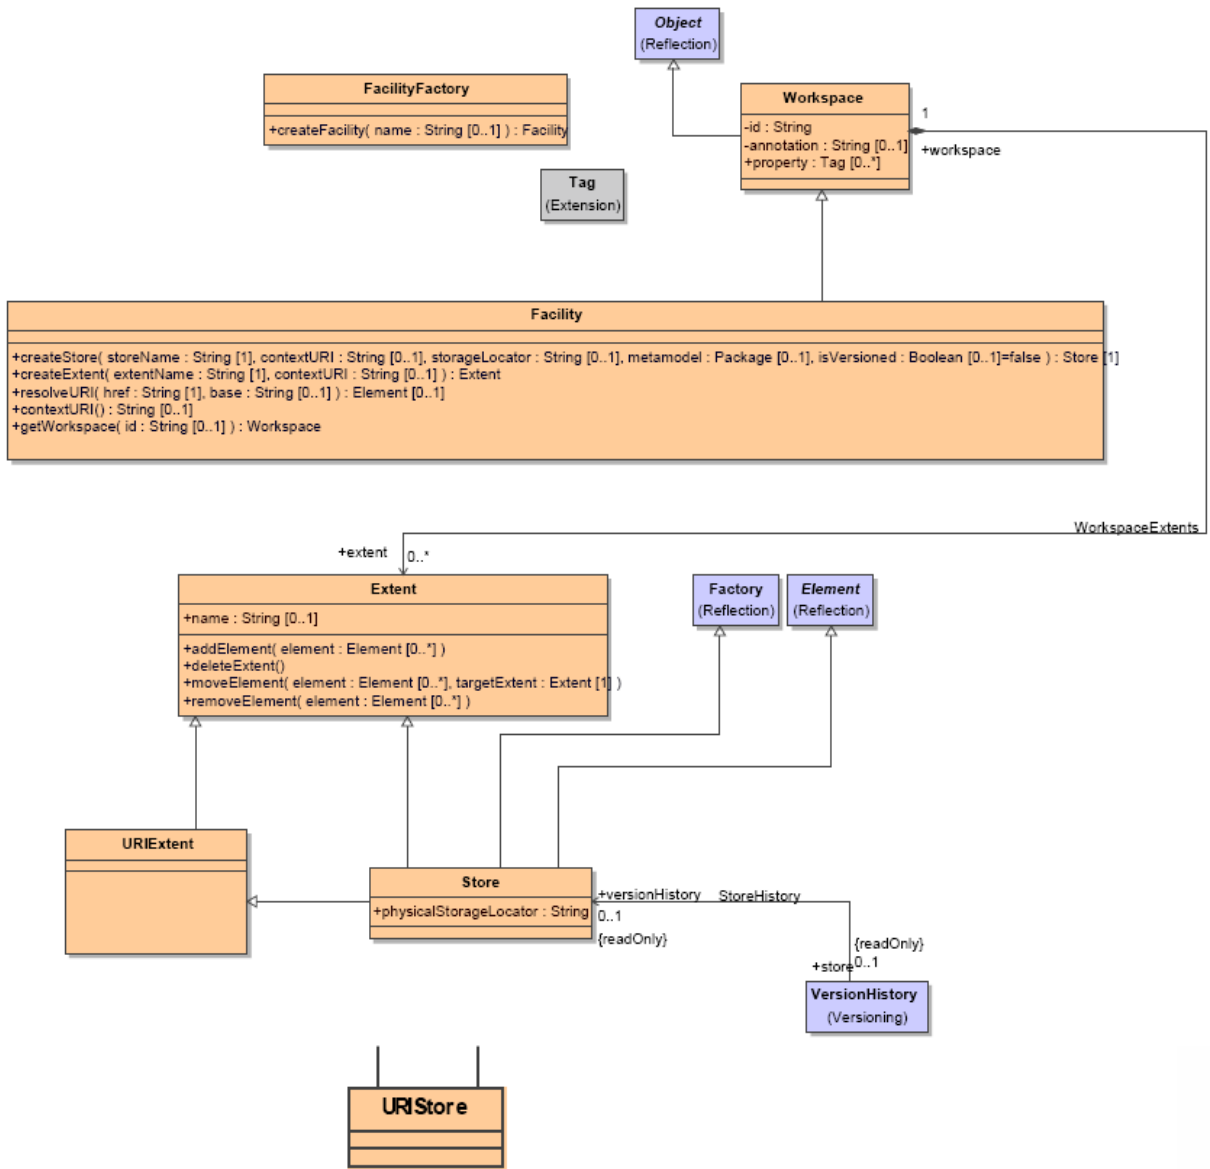 Object
(Reflection)
FacilityFactory
+createFacility( name : String [0..1] ) : Facility
Workspace
-id : String
-annotation : String [0..1]
+property : Tag [0..*]
1
+workspace
Tag
(Extension)
Facility
+createStore( storeName : String [1], contextURI : String [0..1], storageLocator : String [0..1], metamodel : Package [0..1], isVersioned : Boolean [0..1]=false ) : Store [1]
+createExtent( extentName : String [1], contextURI : String [0..1] ) : Extent
+resolveURI( href : String [1], base : String [0..1] ) : Element [0..1]
+contextURI() : String [0..1]
+getWorkspace( id : String [0..1] ) : Workspace
WorkspaceExtents
+extent
0..*
Extent
+name : String [0..1]
+addElement( element : Element [0..*] )
+deleteExtent()
+moveElement( element : Element [0..*], targetExtent : Extent [1] )
+removeElement( element : Element [0..*] )
Factory
(Reflection)
Element
(Reflection)
URIExtent
Store
+physicalStorageLocator : String
+versionHistory
StoreHistory
0..1
{readOnly}
{readOnly}
0..1
+store
VersionHistory
(Versioning)
URIStore